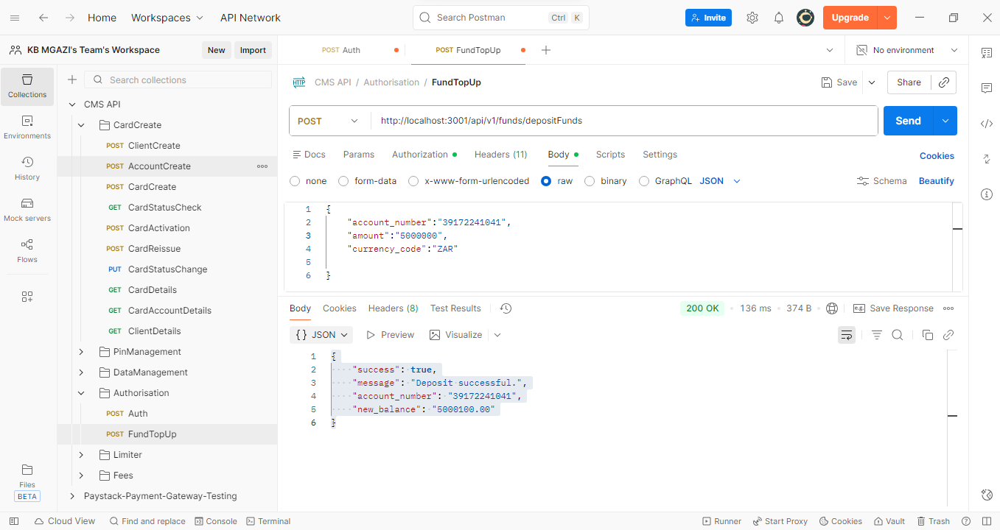 Home Workspaces API Network Search Postman Ctrl K Invite Upgrade
KB MGAZI's Team's Workspace New Import POST Auth POST FundTopUp No environment
Collections
Environments
History
Mock servers
Flows
Files
BETA
Search collections
CMS API
CardCreate
POST ClientCreate
POST AccountCreate
POST CardCreate
GET CardStatusCheck
POST CardActivation
POST CardReissue
PUT CardStatusChange
GET CardDetails
GET CardAccountDetails
GET ClientDetails
PinManagement
DataManagement
Authorisation
POST Auth
POST FundTopUp
Limiter
Fees
Paystack-Payment-Gateway-Testing
HTTP CMS API / Authorisation / FundTopUp Save Share
POST http://localhost:3001/api/v1/funds/depositFunds Send
Docs Params Authorization Headers (11) Body Scripts Settings Cookies
none form-data x-www-form-urlencoded raw binary GraphQL JSON Schema Beautify
1 {
2 "account_number":"39172241041",
3 "amount":"5000000",
4 "currency_code":"ZAR"
5
6 }
Body Cookies Headers (8) Test Results 200 OK 136 ms 374 B e.g. Save Response
{} JSON Preview Visualize
1 {
2 "success": true,
3 "message": "Deposit successful.",
4 "account_number": "39172241041",
5 "new_balance": "5000100.00"
6 }
Cloud View Find and replace Console Terminal Runner Start Proxy Cookies Vault Trash